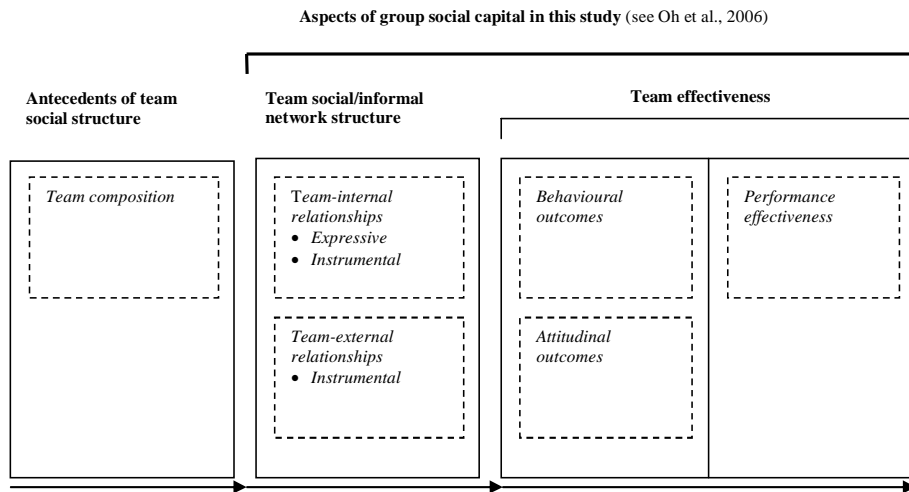 Aspects of group social capital in this study (see Oh et al., 2006)
Antecedents of team
social structure
Team social/informal
network structure
Team effectiveness
Team composition
Team-internal
relationships
• Expressive
• Instrumental
Team-external
relationships
• Instrumental
Behavioural
outcomes
Attitudinal
outcomes
Performance
effectiveness